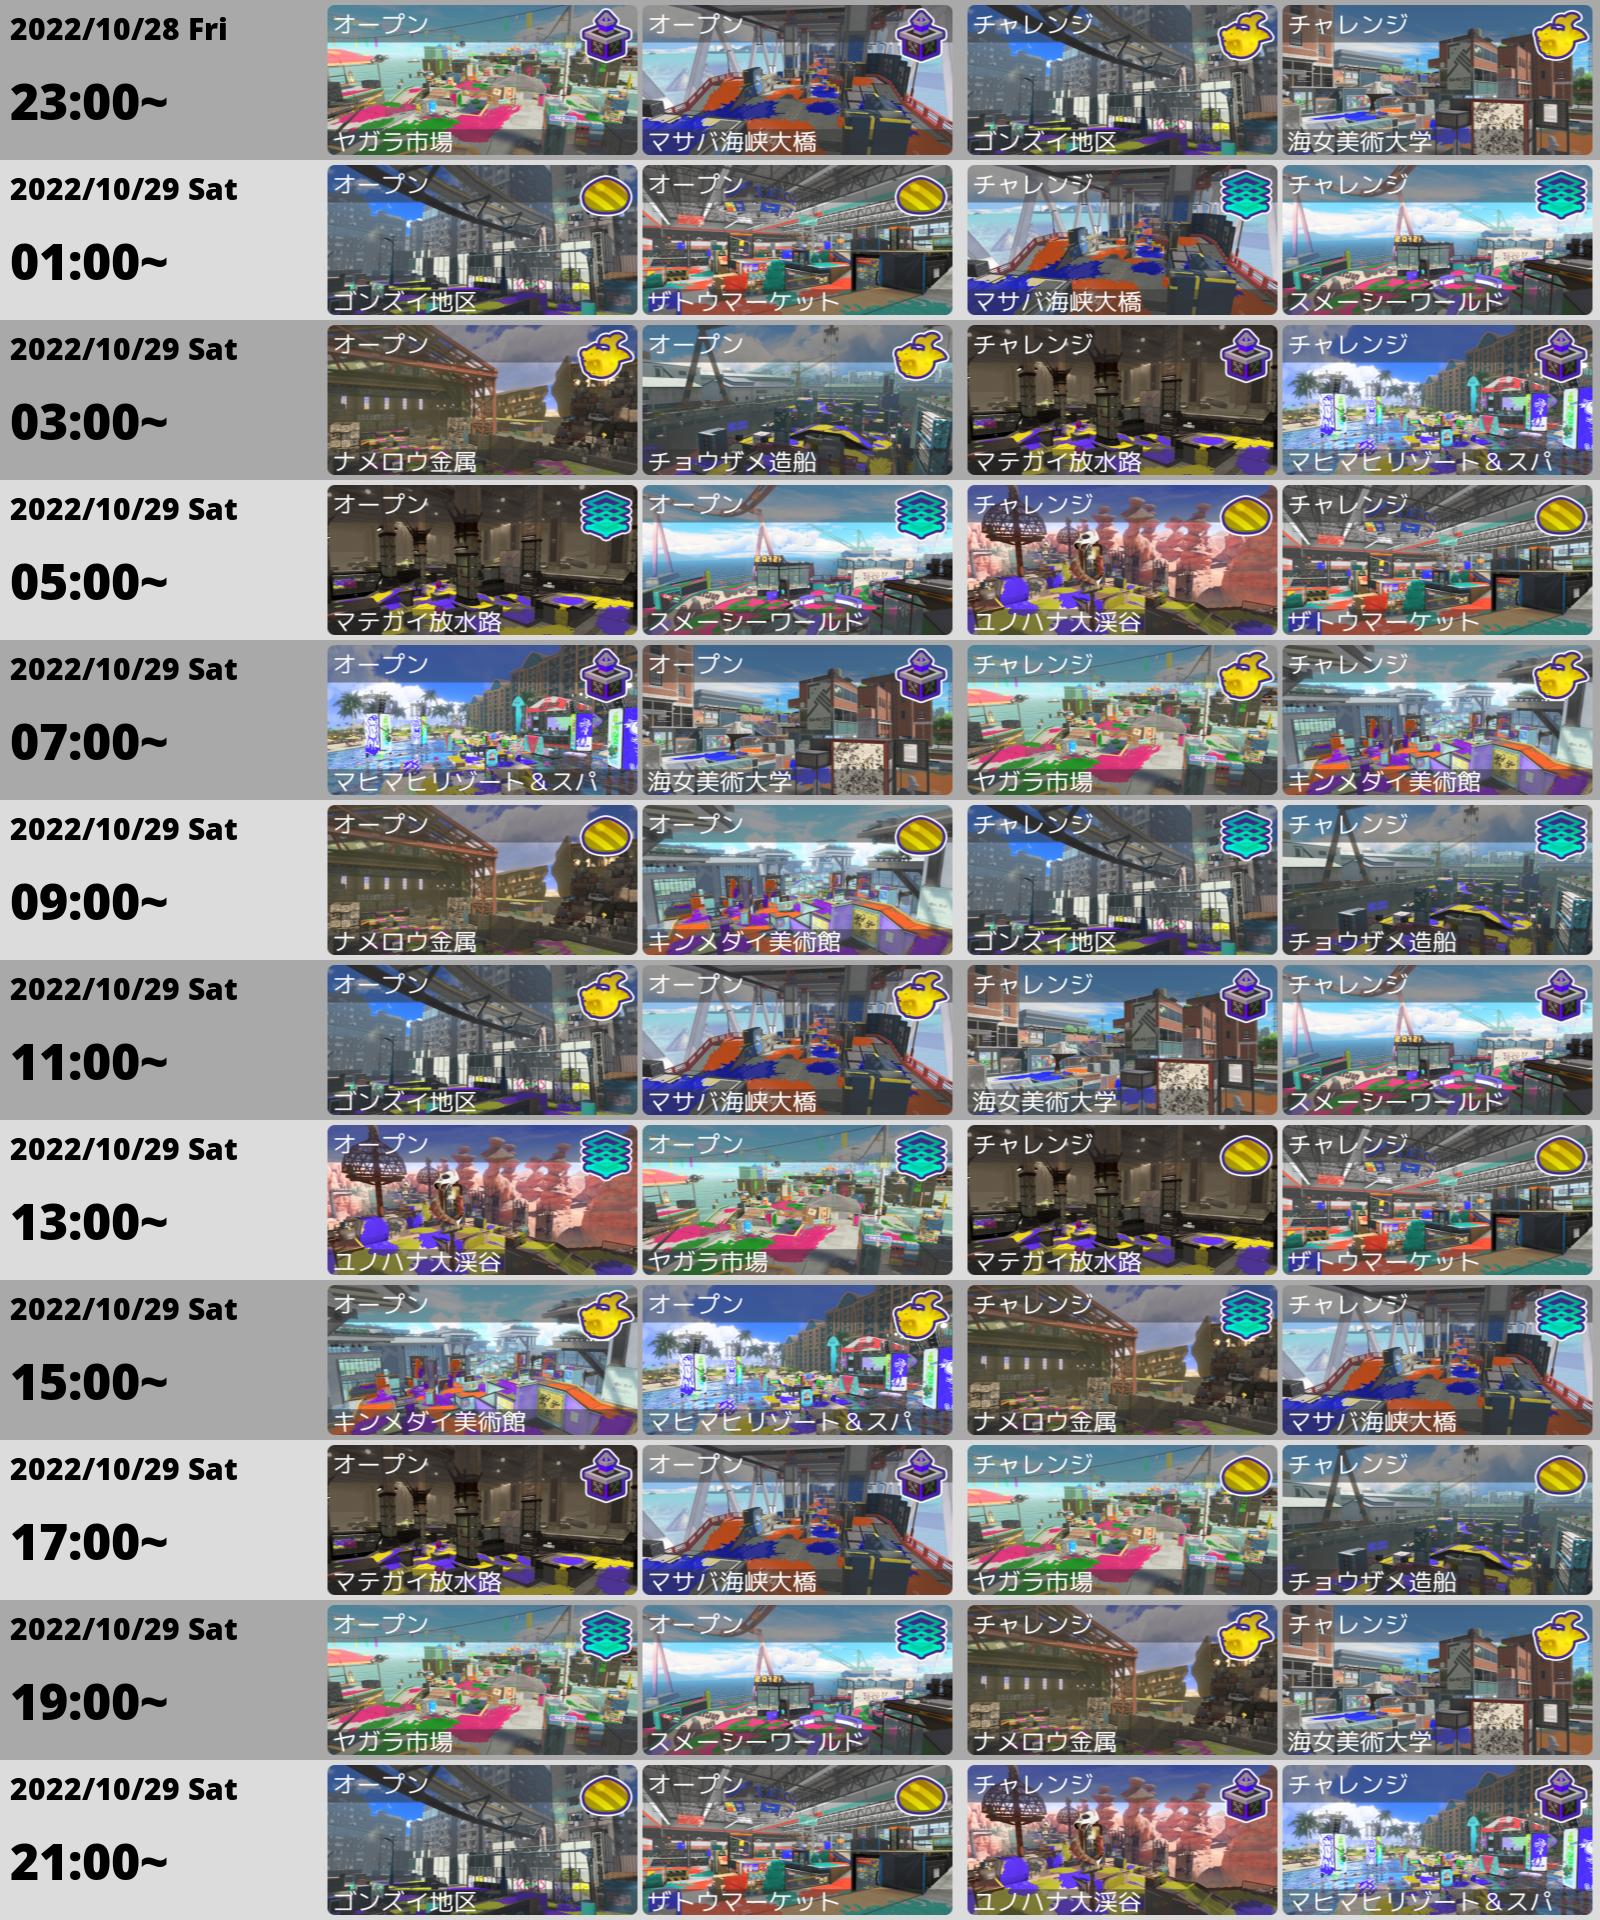 2022/10/28 Fri
23:00~
オープン
ヤガラ市場
オープン
マサバ海峡大橋
チャレンジ
ゴンズイ地区
チャレンジ
海女美術大学
2022/10/29 Sat
01:00~
オープン
ゴンズイ地区
オープン
ザトウマーケット
チャレンジ
マサバ海峡大橋
チャレンジ
スメーシーワールド
2022/10/29 Sat
03:00~
オープン
ナメロウ金属
オープン
チョウザメ造船
チャレンジ
マテガイ放水路
チャレンジ
マヒマヒリゾート＆スパ
2022/10/29 Sat
05:00~
オープン
マテガイ放水路
オープン
スメーシーワールド
チャレンジ
ユノハナ大渓谷
チャレンジ
ザトウマーケット
2022/10/29 Sat
07:00~
オープン
マヒマヒリゾート＆スパ
オープン
海女美術大学
チャレンジ
ヤガラ市場
チャレンジ
キンメダイ美術館
2022/10/29 Sat
09:00~
オープン
ナメロウ金属
オープン
キンメダイ美術館
チャレンジ
ゴンズイ地区
チャレンジ
チョウザメ造船
2022/10/29 Sat
11:00~
オープン
ゴンズイ地区
オープン
マサバ海峡大橋
チャレンジ
海女美術大学
チャレンジ
スメーシーワールド
2022/10/29 Sat
13:00~
オープン
ユノハナ大渓谷
オープン
ヤガラ市場
チャレンジ
マテガイ放水路
チャレンジ
ザトウマーケット
2022/10/29 Sat
15:00~
オープン
キンメダイ美術館
オープン
マヒマヒリゾート＆スパ
チャレンジ
ナメロウ金属
チャレンジ
マサバ海峡大橋
2022/10/29 Sat
17:00~
オープン
マテガイ放水路
オープン
マサバ海峡大橋
チャレンジ
ヤガラ市場
チャレンジ
チョウザメ造船
2022/10/29 Sat
19:00~
オープン
ヤガラ市場
オープン
スメーシーワールド
チャレンジ
ナメロウ金属
チャレンジ
海女美術大学
2022/10/29 Sat
21:00~
オープン
ゴンズイ地区
オープン
ザトウマーケット
チャレンジ
ユノハナ大渓谷
チャレンジ
マヒマヒリゾート＆スパ